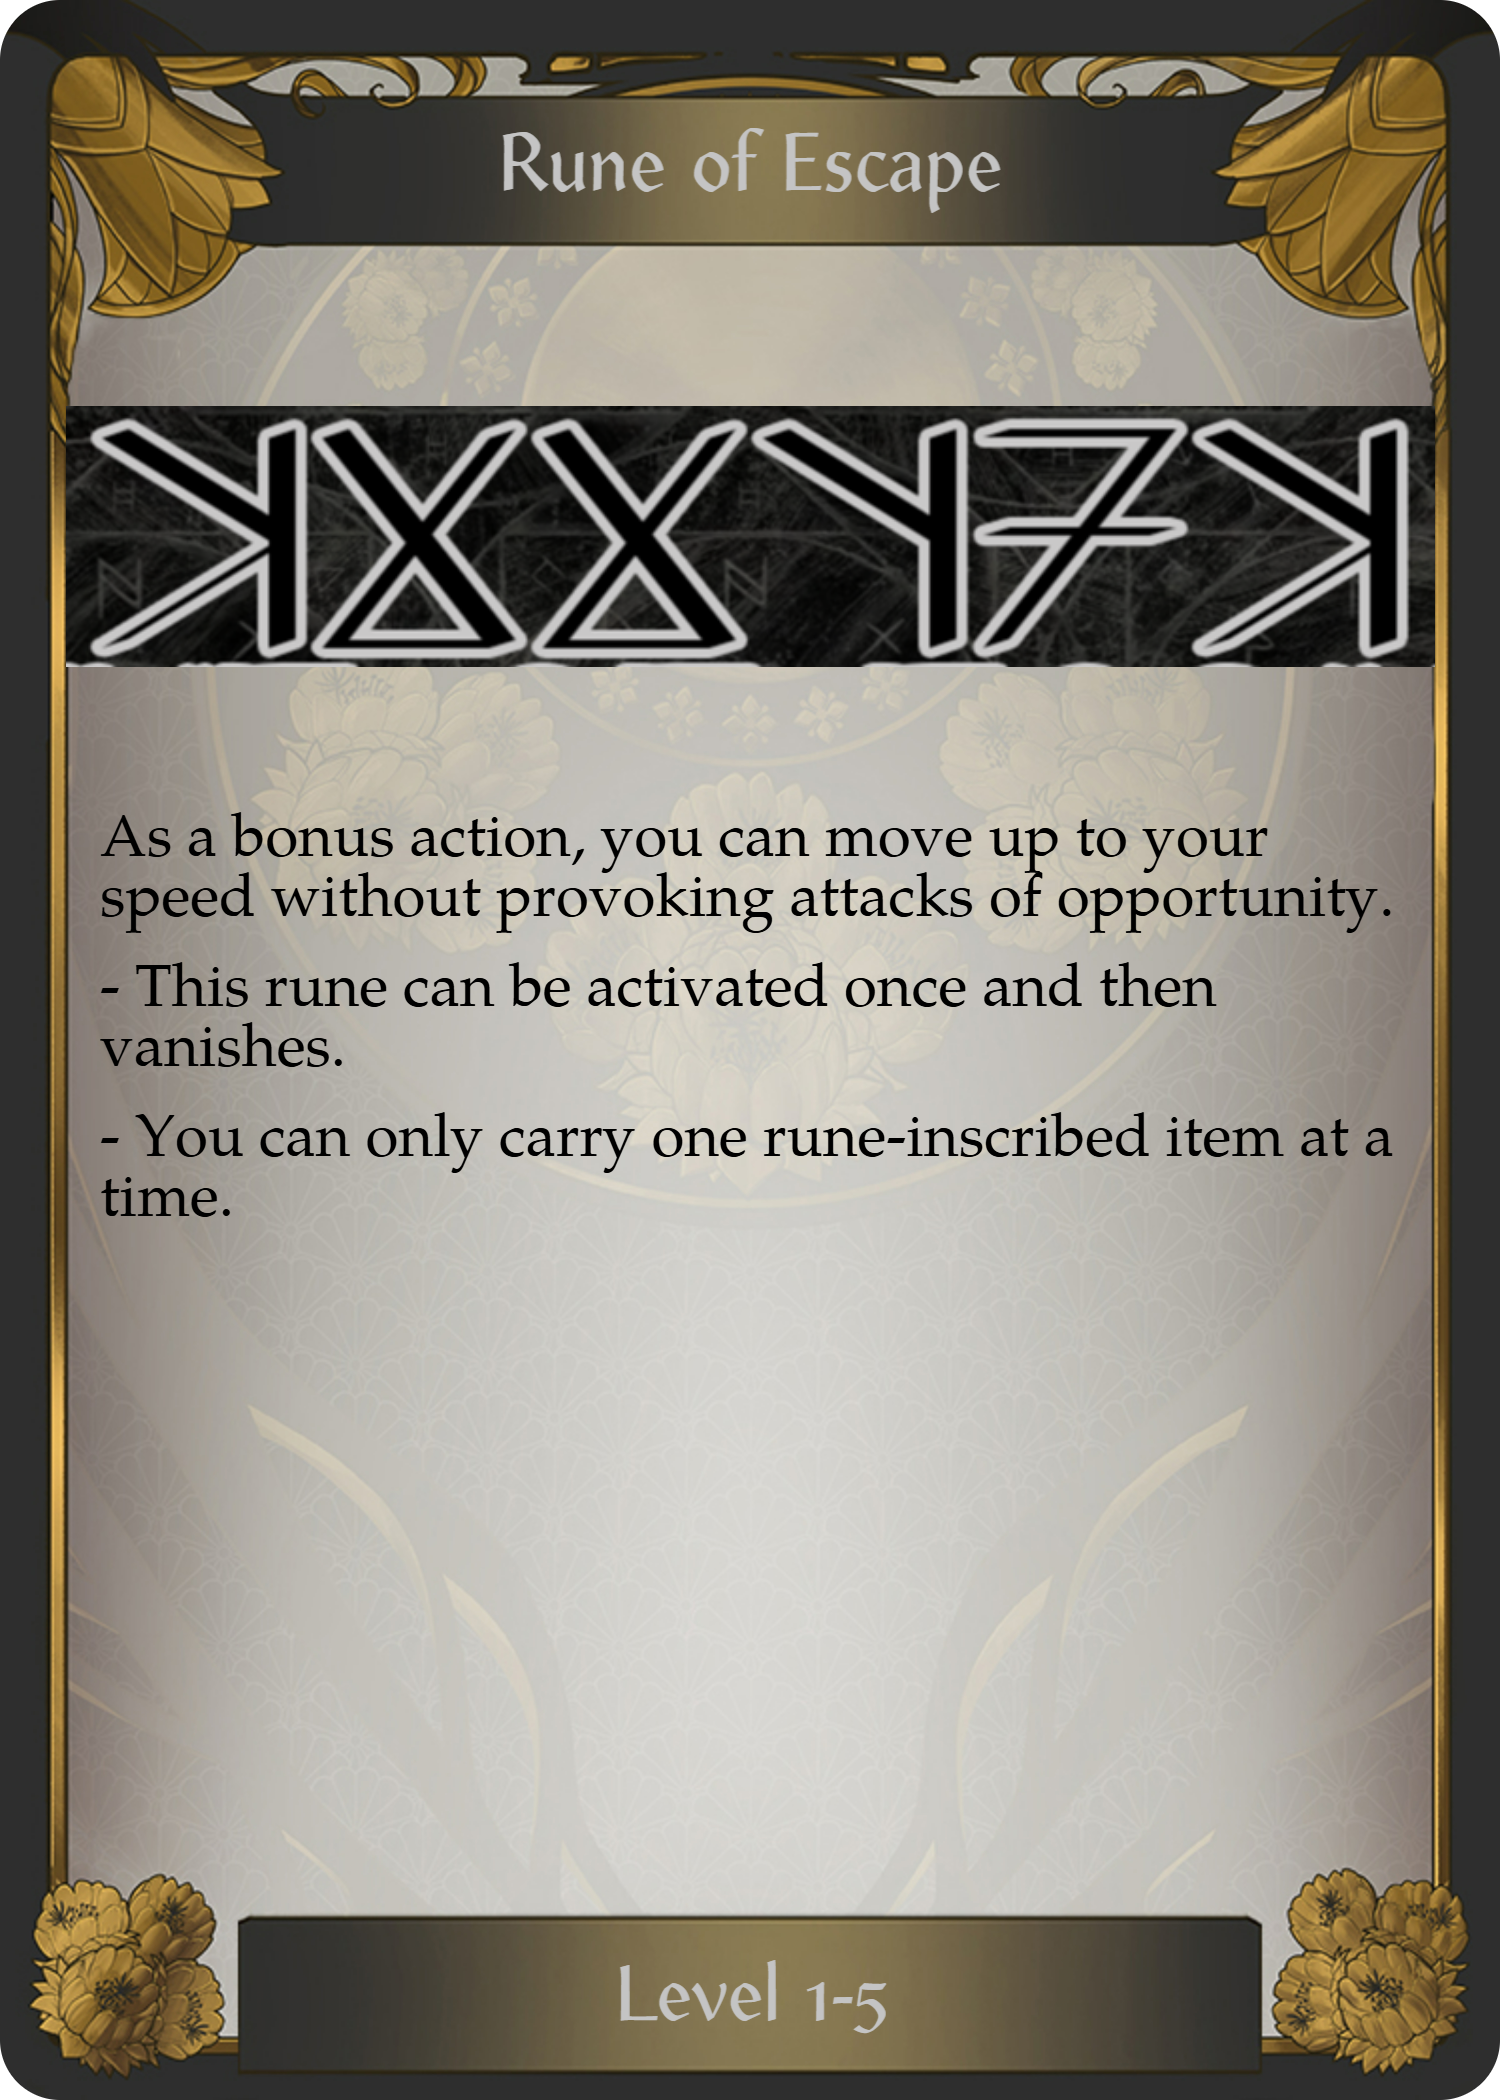 Rune of Escape
As a bonus action, you can move up to your
speed without provoking attacks of opportunity.
- This rune can be activated once and then
vanishes.
- You can only carry one rune-inscribed item at a
time.
Level 1-5